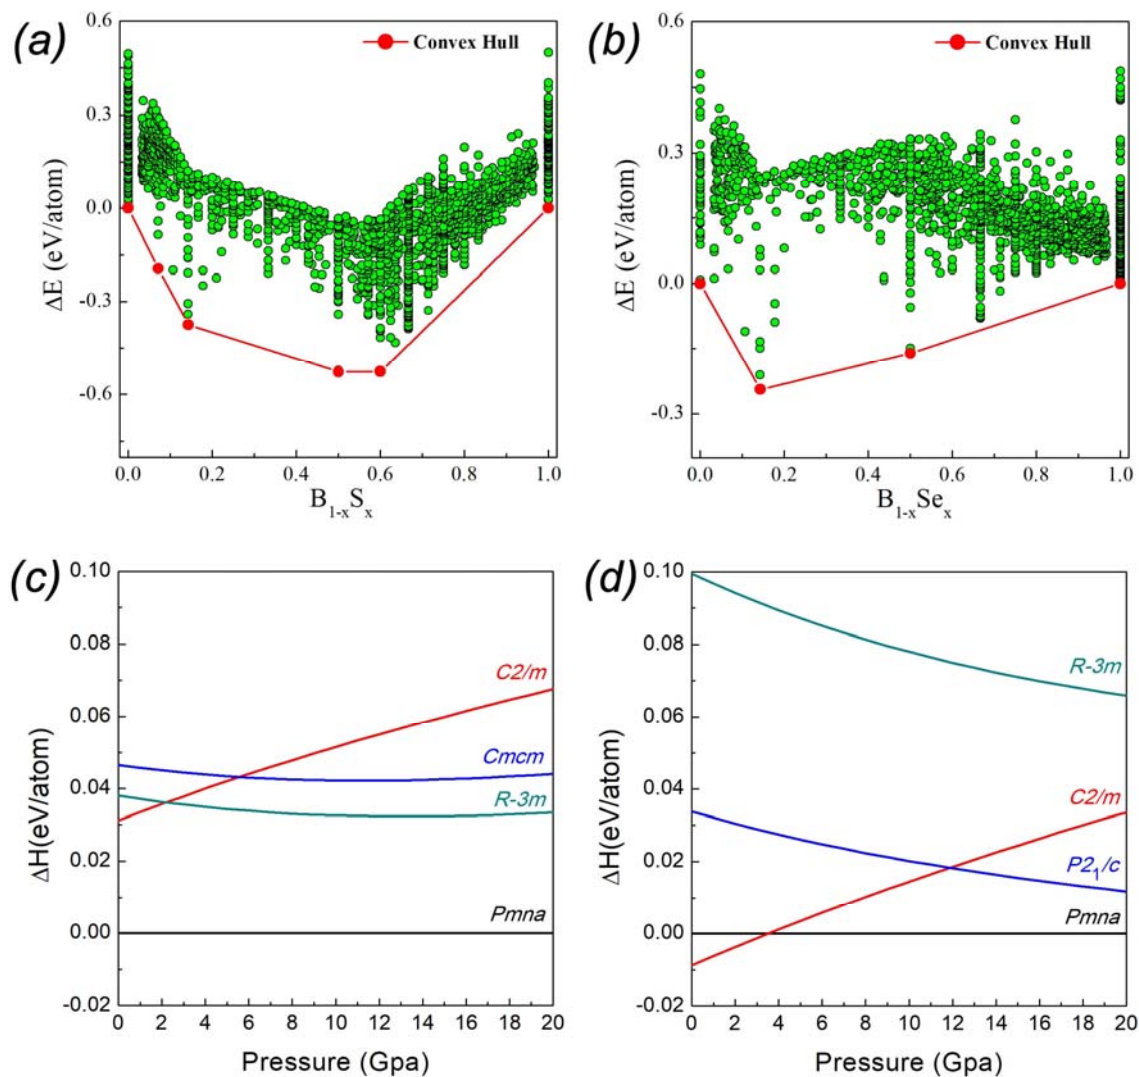 (a)
Convex Hull
0.6
0.3
0.0
-0.3
-0.6
ΔE (eV/atom)
0.0 0.2 0.4 0.6 0.8 1.0
B1-xSx
(b)
Convex Hull
0.6
0.3
0.0
-0.3
ΔE (eV/atom)
0.0 0.2 0.4 0.6 0.8 1.0
B1-xSex
(c)
0.10
0.08
0.06
0.04
0.02
0.00
-0.02
ΔH(eV/atom)
C2/m
Cmcm
R-3m
Pmna
0 2 4 6 8 10 12 14 16 18 20
Pressure (Gpa)
(d)
0.10
0.08
0.06
0.04
0.02
0.00
-0.02
ΔH(eV/atom)
R-3m
C2/m
P21/c
Pmna
0 2 4 6 8 10 12 14 16 18 20
Pressure (Gpa)